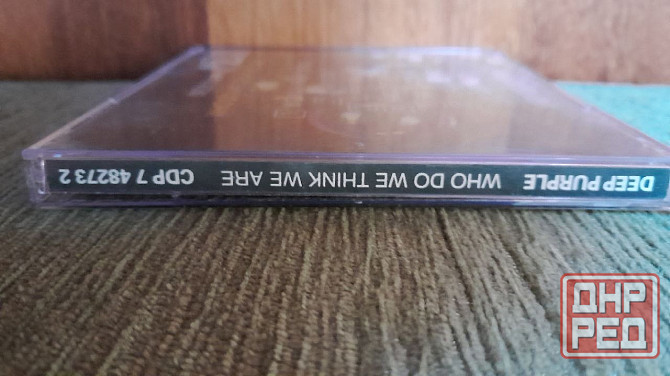 DEEP PURPLE WHO DO WE THINK WE ARE CDP 7 48273 2
ДНР
РЕД